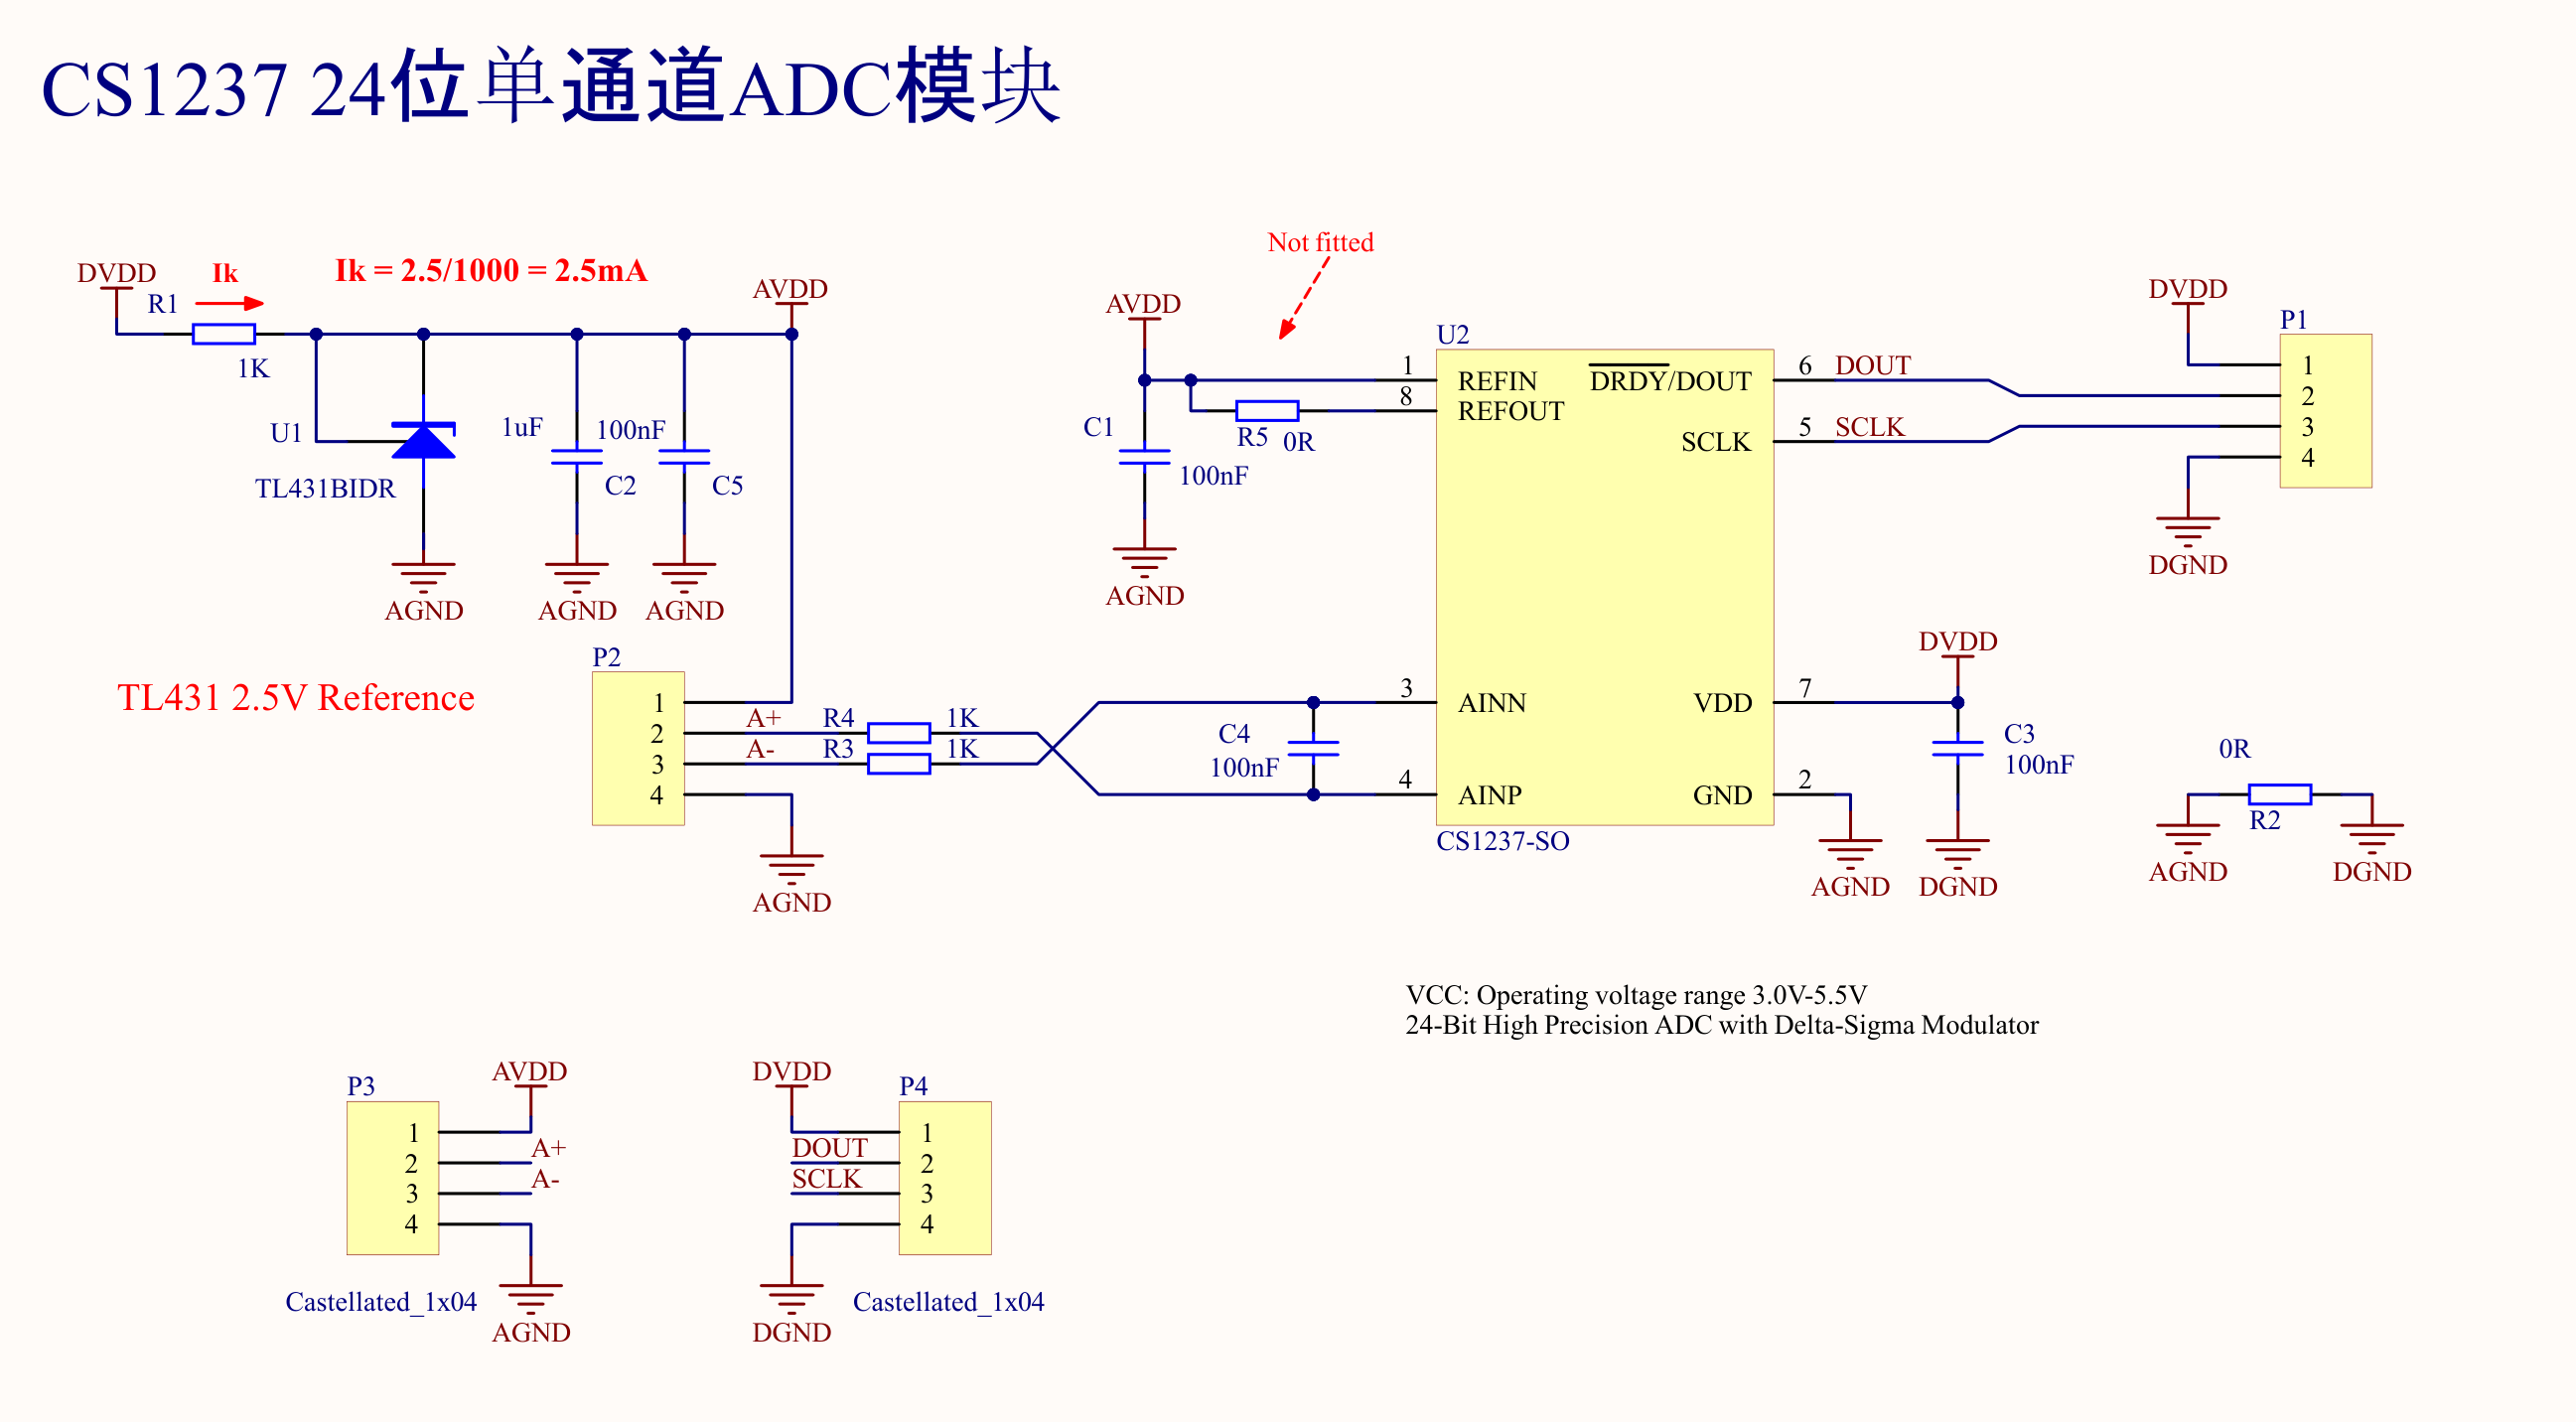 CS1237 24位单通道ADC模块
Not fitted
DVDD
Ik
Ik = 2.5/1000 = 2.5mA
AVDD
R1
1K
U1
TL431BIDR
1uF
C2
100nF
C5
AGND
AGND
AGND
TL431 2.5V Reference
P2
1
2
3
4
A+
A-
R4
1K
R3
1K
AGND
AVDD
C1
100nF
AGND
R5
0R
C4
100nF
U2
1
8
3
4
REFIN
REFOUT
AINN
AINP
DRDY/DOUT
SCLK
VDD
GND
6
5
7
2
CS1237-SO
DOUT
SCLK
DVDD
P1
1
2
3
4
DGND
DVDD
C3
100nF
AGND
DGND
0R
R2
AGND
DGND
VCC: Operating voltage range 3.0V-5.5V
24-Bit High Precision ADC with Delta-Sigma Modulator
P3
AVDD
1
2
3
4
A+
A-
Castellated_1x04
AGND
DVDD
P4
DOUT
SCLK
1
2
3
4
DGND
Castellated_1x04